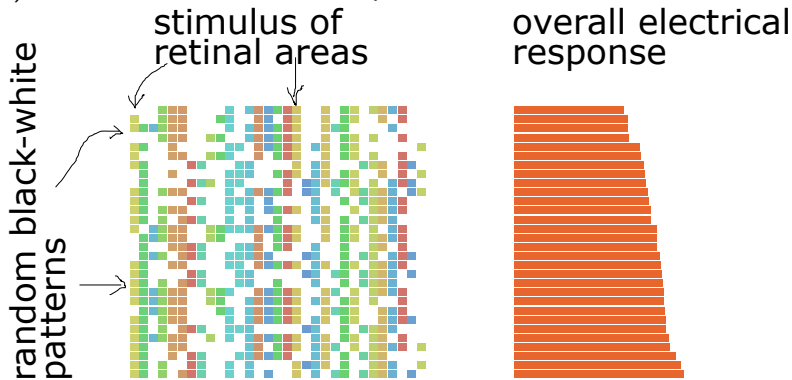 stimulus of
retinal areas
overall electrical
response
random black-white
patterns